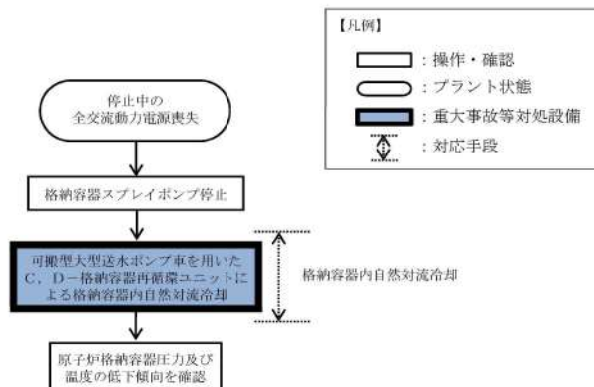 【凡例】
：操作・確認
：プラント状態
：重大事故等対処設備
：対応手段
停止中の
全交流動力電源喪失
格納容器スプレイポンプ停止
可搬型大型送水ポンプ車を用いた
C，D－格納容器再循環ユニットに
よる格納容器内自然対流冷却
格納容器内自然対流冷却
原子炉格納容器圧力及び
温度の低下傾向を確認